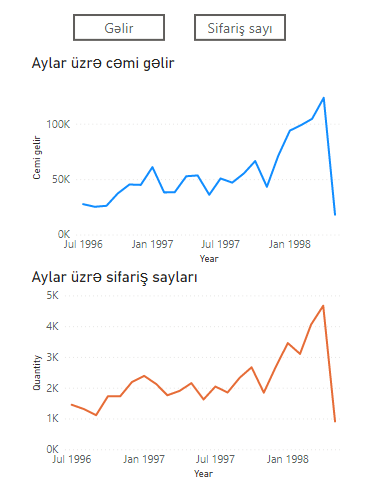 Gəlir Sifariş sayı
Aylar üzrə cəmi gəlir
Cemi gelir
100K
50K
0K
Jul 1996 Jan 1997 Jul 1997 Jan 1998
Year
Aylar üzrə sifariş sayları
Quantity
5K
4K
3K
2K
1K
0K
Jul 1996 Jan 1997 Jul 1997 Jan 1998
Year